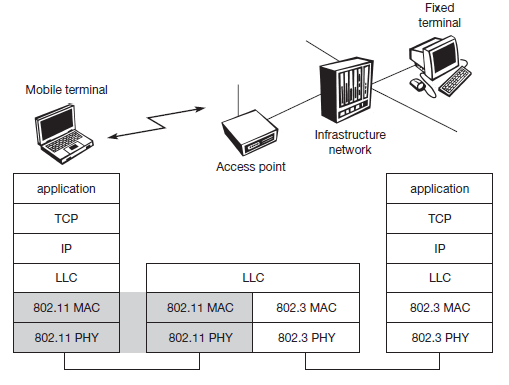 Fixed
terminal
Mobile terminal
Infrastructure
network
Access point
application
application
TCP
TCP
IP
IP
LLC
LLC
LLC
802.11 MAC
802.11 MAC
802.3 MAC
802.3 MAC
802.11 PHY
802.11 PHY
802.3 PHY
802.3 PHY